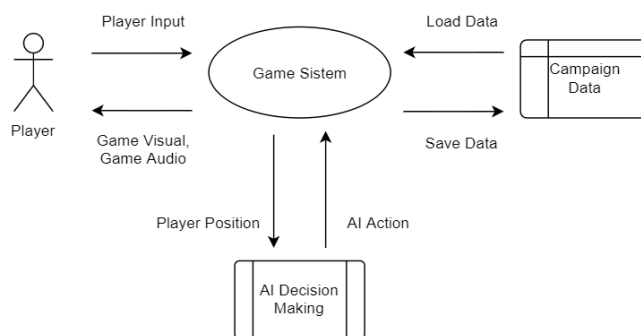 Player Input
Load Data
Game Sistem
Campaign
Data
Player
Game Visual,
Game Audio
Save Data
Player Position
AI Action
AI Decision
Making